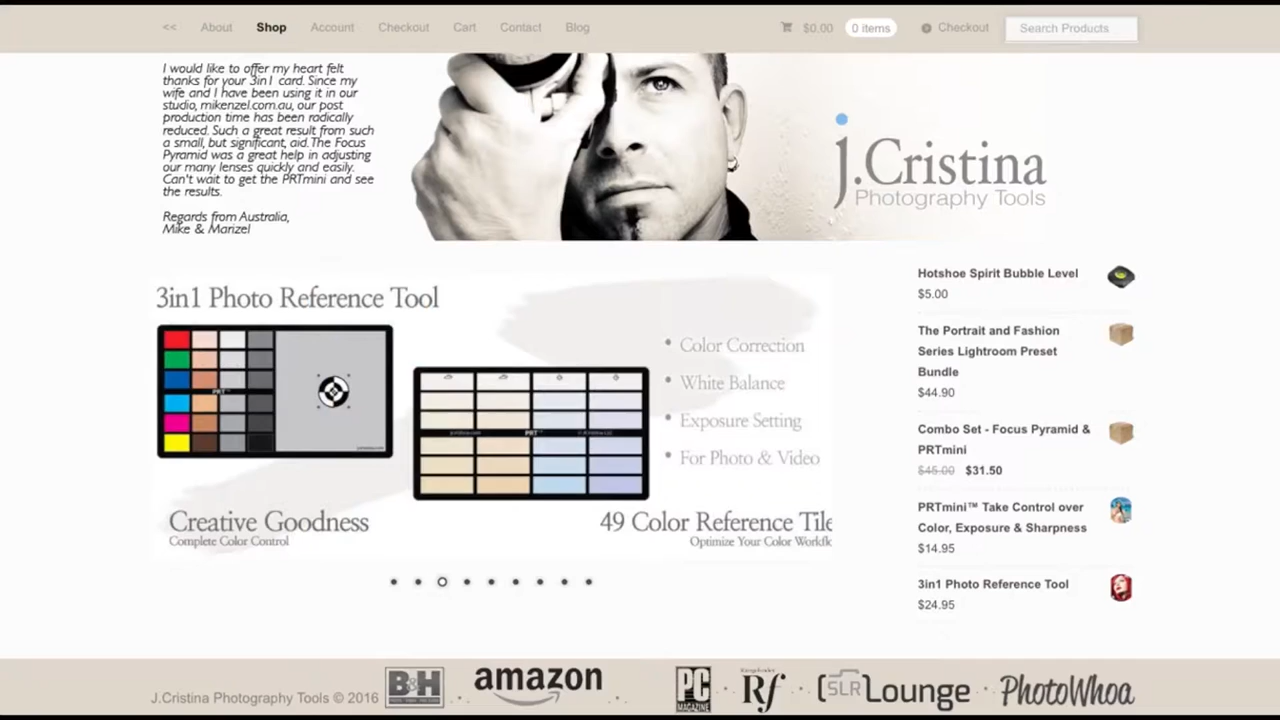 << About Shop Account Checkout Cart Contact Blog $0.00 0 items Checkout Search Products
I would like to offer my heart felt
thanks for your 3in1 card. Since my
wife and I have been using it in our
studio, mikenzel.com.au, our post
production time has been radically
reduced. Such a great result from such
a small, but significant, aid. The Focus
Pyramid was a great help in adjusting
our many lenses quickly and easily.
Can't wait to get the PRTmini and see
the results.
Regards from Australia,
Mike & Marizel
J.Cristina
Photography Tools
3in1 Photo Reference Tool
PRT™
PRT™
• Color Correction
• White Balance
• Exposure Setting
• For Photo & Video
Creative Goodness
Complete Color Control
49 Color Reference Tile
Optimize Your Color Workfl
Hotshoe Spirit Bubble Level
$5.00
The Portrait and Fashion
Series Lightroom Preset
Bundle
$44.90
Combo Set - Focus Pyramid &
PRTmini
$45.00 $31.50
PRTmini™ Take Control over
Color, Exposure & Sharpness
$14.95
3in1 Photo Reference Tool
$24.95
J.Cristina Photography Tools © 2016 B&H amazon PC MAGAZINE Rf [SLR Lounge PhotoWhoa